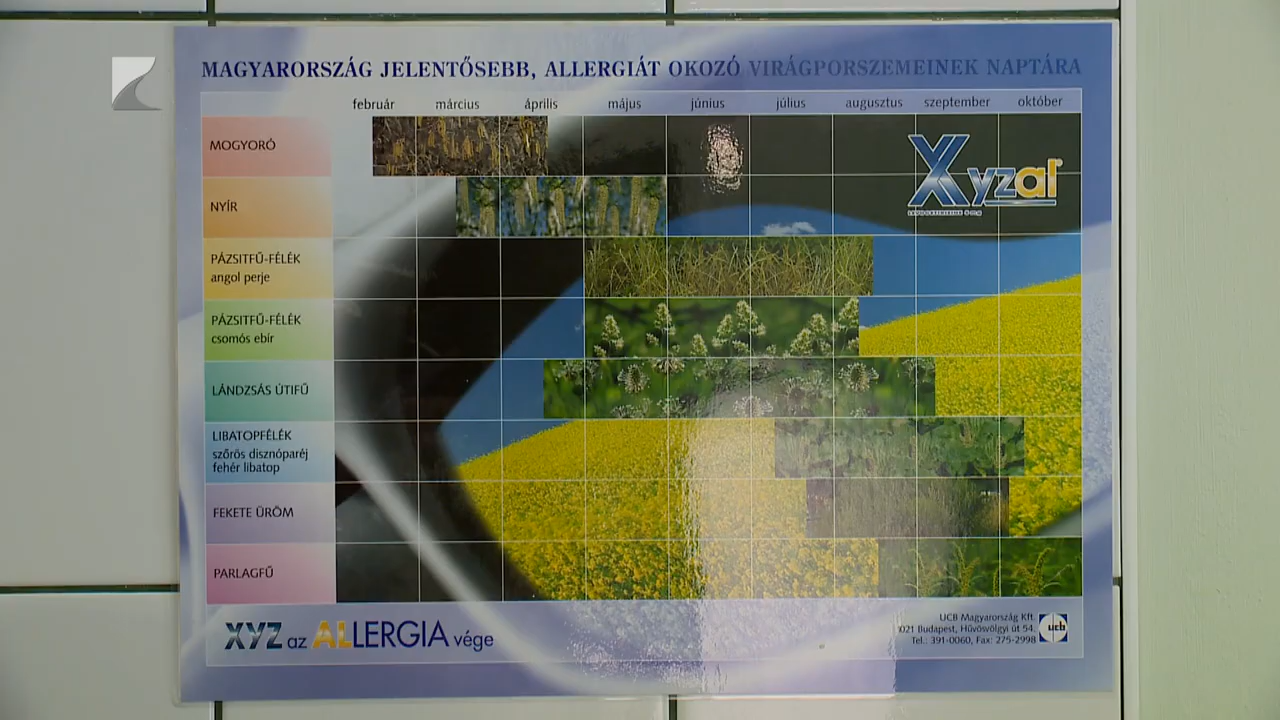 MAGYARORSZÁG JELENTŐSEBB, ALLERGIÁT OKOZÓ VIRÁGPORSZEMEINEK NAPTÁRA
február március április május június július augusztus szeptember október
MOGYORÓ
Xyzal
NYÍR
PÁZSITFŰ-FÉLÉK
angol perje
PÁZSITFŰ-FÉLÉK
csomós ebír
LÁNDZSÁS ÚTIFŰ
LIBATOPFÉLÉK
szőrös disznóparéj
fehér libatop
FEKETE ÜRÖM
PARLAGFŰ
XYZ az ALLERGIA vége
UCB Magyarország Kft.
1021 Budapest, Hűvösvölgyi út 54.
Tel.: 391-0060, Fax: 275-2998
ucb